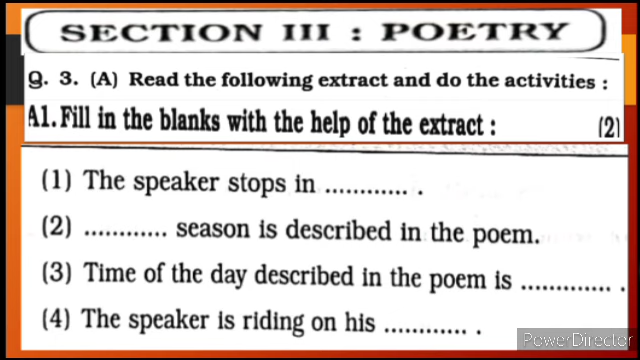 SECTION III : POETRY
Q. 3. (A) Read the following extract and do the activities :
A1. Fill in the blanks with the help of the extract : (2)
(1) The speaker stops in ............ .
(2) ............ season is described in the poem.
(3) Time of the day described in the poem is ............ .
(4) The speaker is riding on his ............ .
PowerDirector